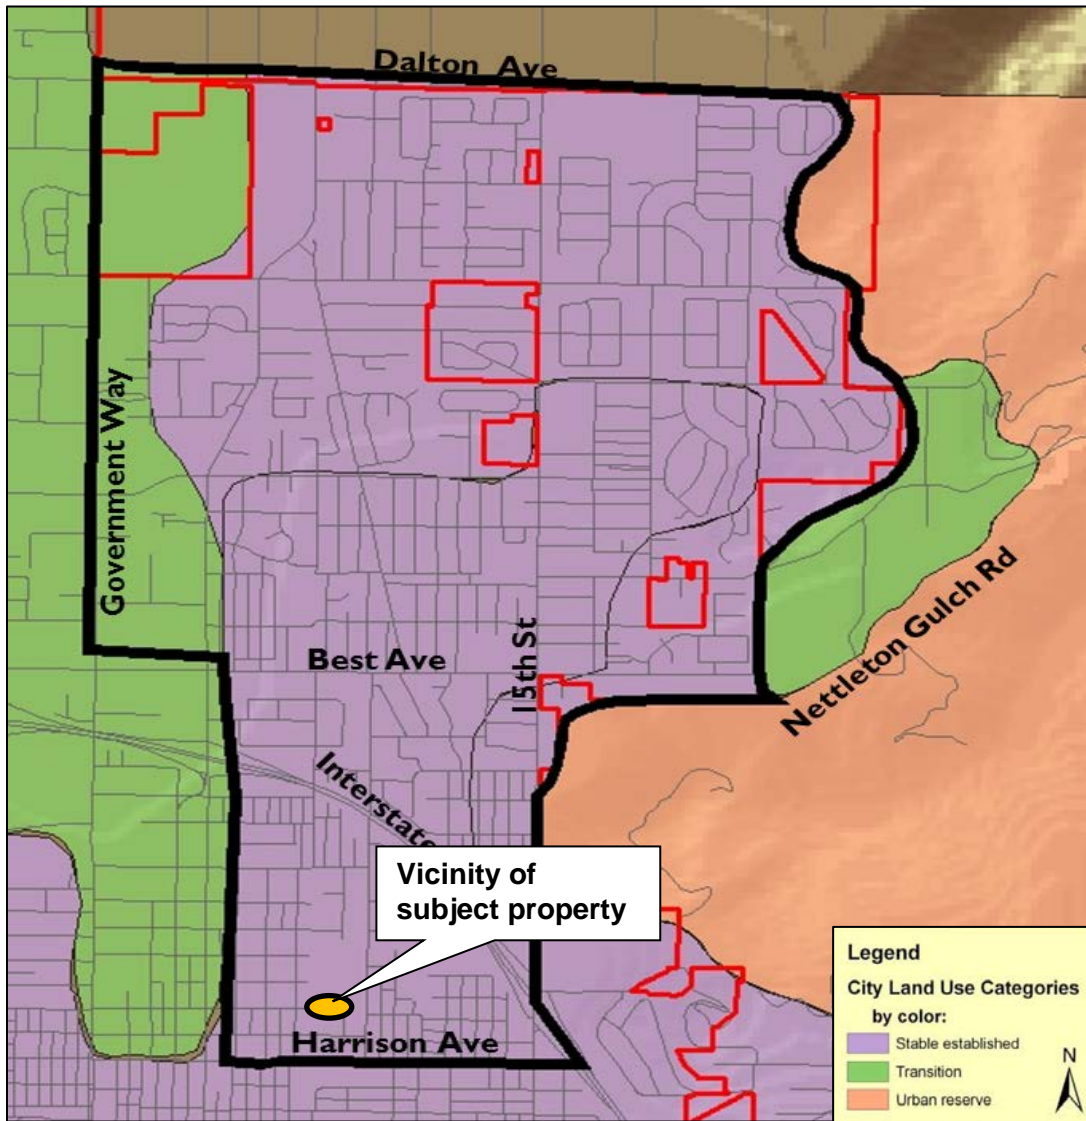 Dalton Ave
Government Way
15th St
Best Ave
Nettleton Gulch Rd
Interstate
Vicinity of
subject property
Harrison Ave
Legend
City Land Use Categories
by color:
Stable established
Transition
Urban reserve
N